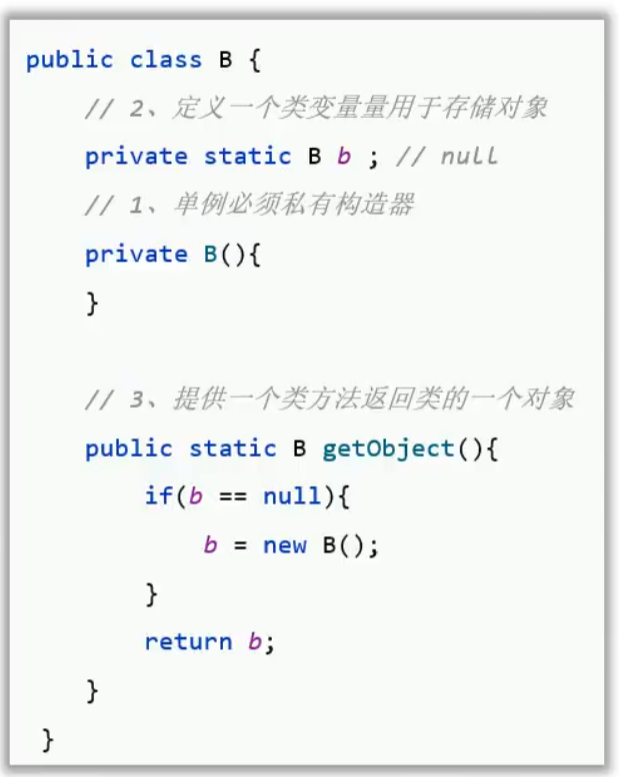 public class B {
// 2、定义一个类变量量用于存储对象
private static B b ; // null
// 1、单例必须私有构造器
private B(){
}
// 3、提供一个类方法返回类的一个对象
public static B getObject(){
if(b == null){
b = new B();
}
return b;
}
}